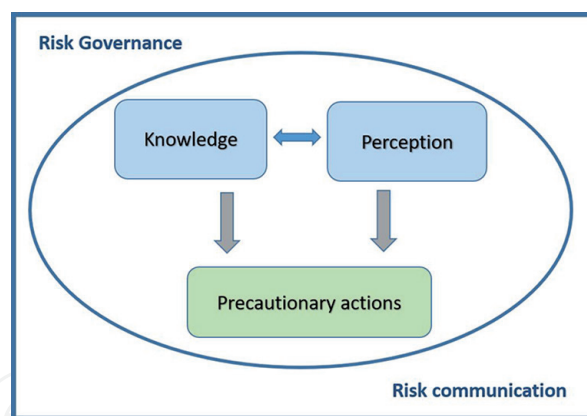 Risk Governance
Knowledge
Perception
Precautionary actions
Risk communication